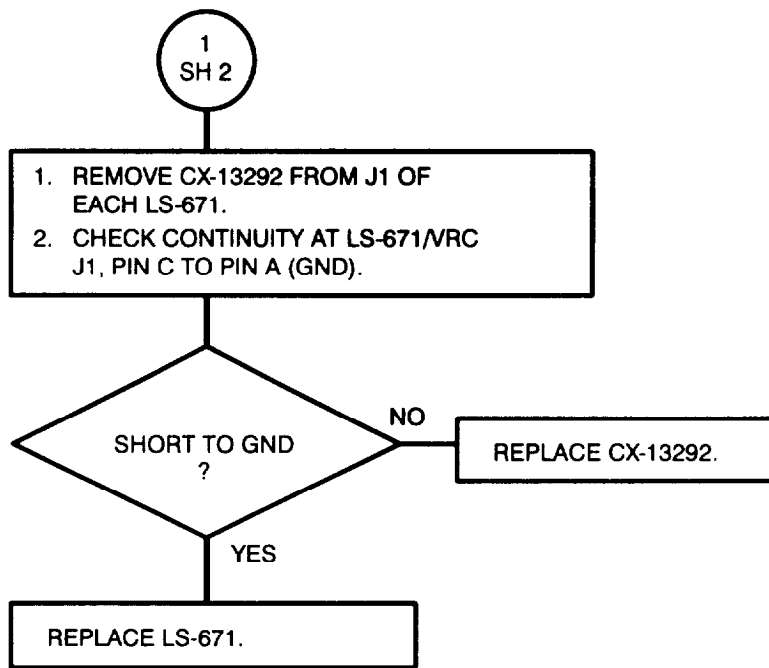 1
SH 2
1. REMOVE CX-13292 FROM J1 OF
EACH LS-671.
2. CHECK CONTINUITY AT LS-671/VRC
J1, PIN C TO PIN A (GND).
SHORT TO GND
?
NO
REPLACE CX-13292.
YES
REPLACE LS-671.